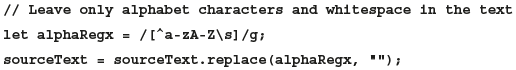 // Leave only alphabet characters and whitespace in the text
let alphaRegx = /[^a-zA-Z\s]/g;
sourceText = sourceText.replace(alphaRegx, "");